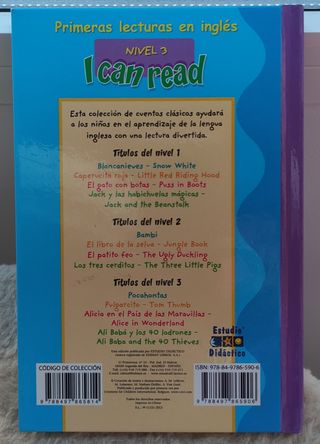 Primeras lecturas en inglés
NIVEL 3
I can read
Esta colección de cuentos clásicos ayudará
a los niños en el aprendizaje de la lengua
inglesa con una lectura divertida.
Títulos del nivel 1
Blancanieves - Snow White
Caperucita roja - Little Red Riding Hood
El gato con botas - Puss in Boots
Jack y las habichuelas mágicas -
Jack and the Beanstalk
Títulos del nivel 2
Bambi
El libro de la selva - Jungle Book
El patito feo - The Ugly Duckling
Los tres cerditos - The Three Little Pigs
Títulos del nivel 3
Pocahontas
Pulgarcito - Tom Thumb
Alicia en el País de las Maravillas -
Alice in Wonderland
Alí Babá y los 40 ladrones -
Ali Baba and the 40 Thieves
Estudio
Didáctico
CÓDIGO DE COLECCIÓN
9 788497 865814
ISBN: 978-84-9786-590-6
9 788497 865906